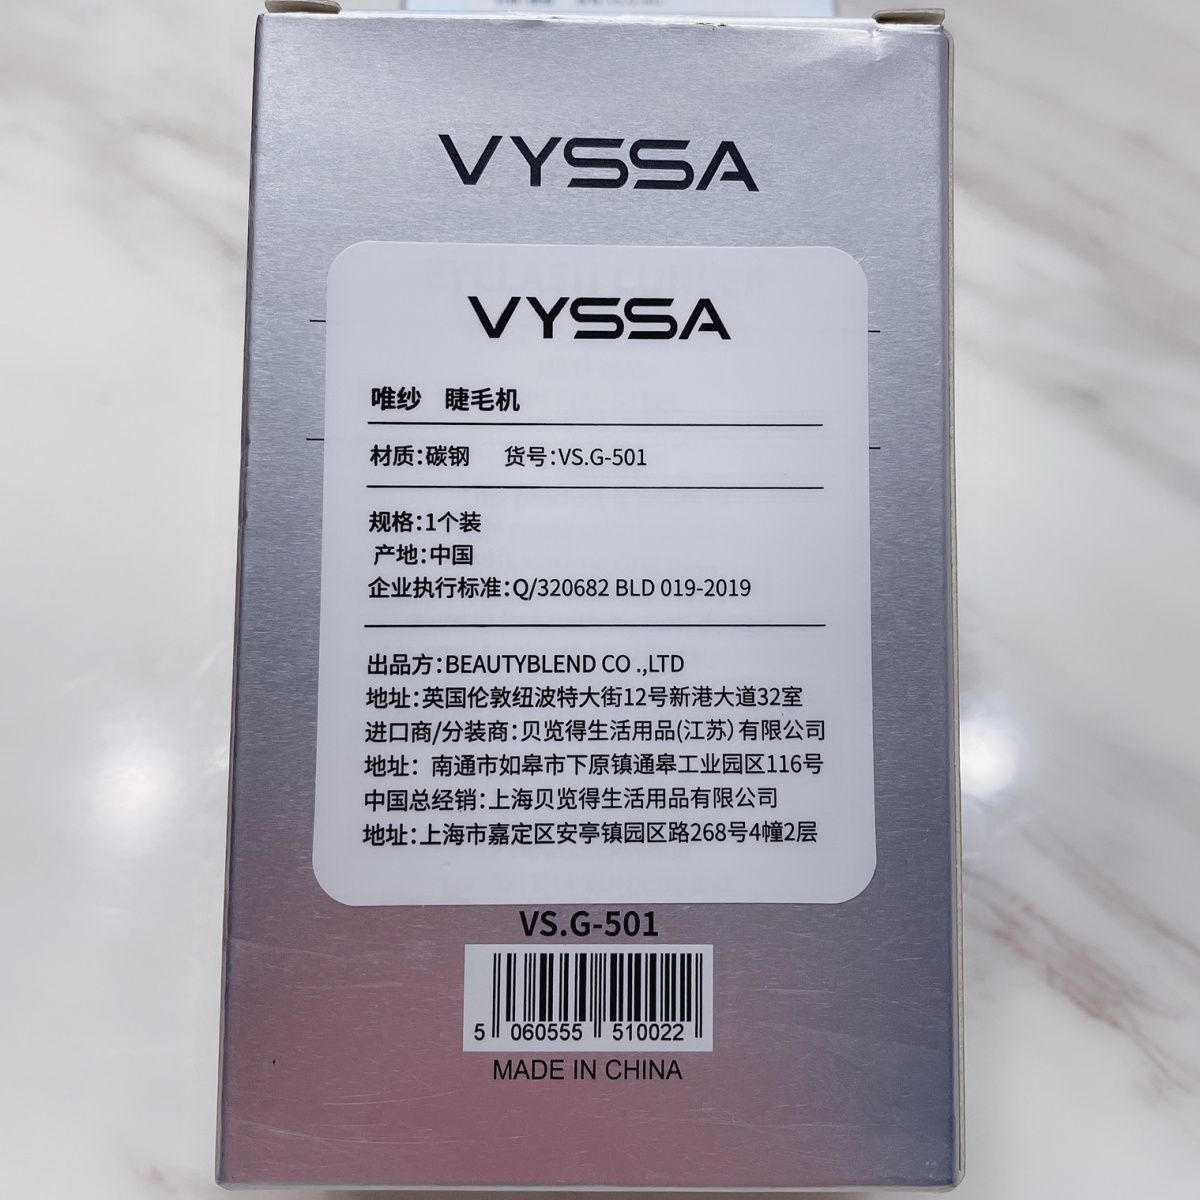 VYSSA
VYSSA
唯纱 睫毛机
材质:碳钢 货号:VS.G-501
规格:1个装
产地:中国
企业执行标准:Q/320682 BLD 019-2019
出品方:BEAUTYBLEND CO .,LTD
地址:英国伦敦纽波特大街12号新港大道32室
进口商/分装商:贝览得生活用品(江苏)有限公司
地址: 南通市如皋市下原镇通皋工业园区116号
中国总经销:上海贝览得生活用品有限公司
地址:上海市嘉定区安亭镇园区路268号4幢2层
VS.G-501
5 060555 510022
MADE IN CHINA